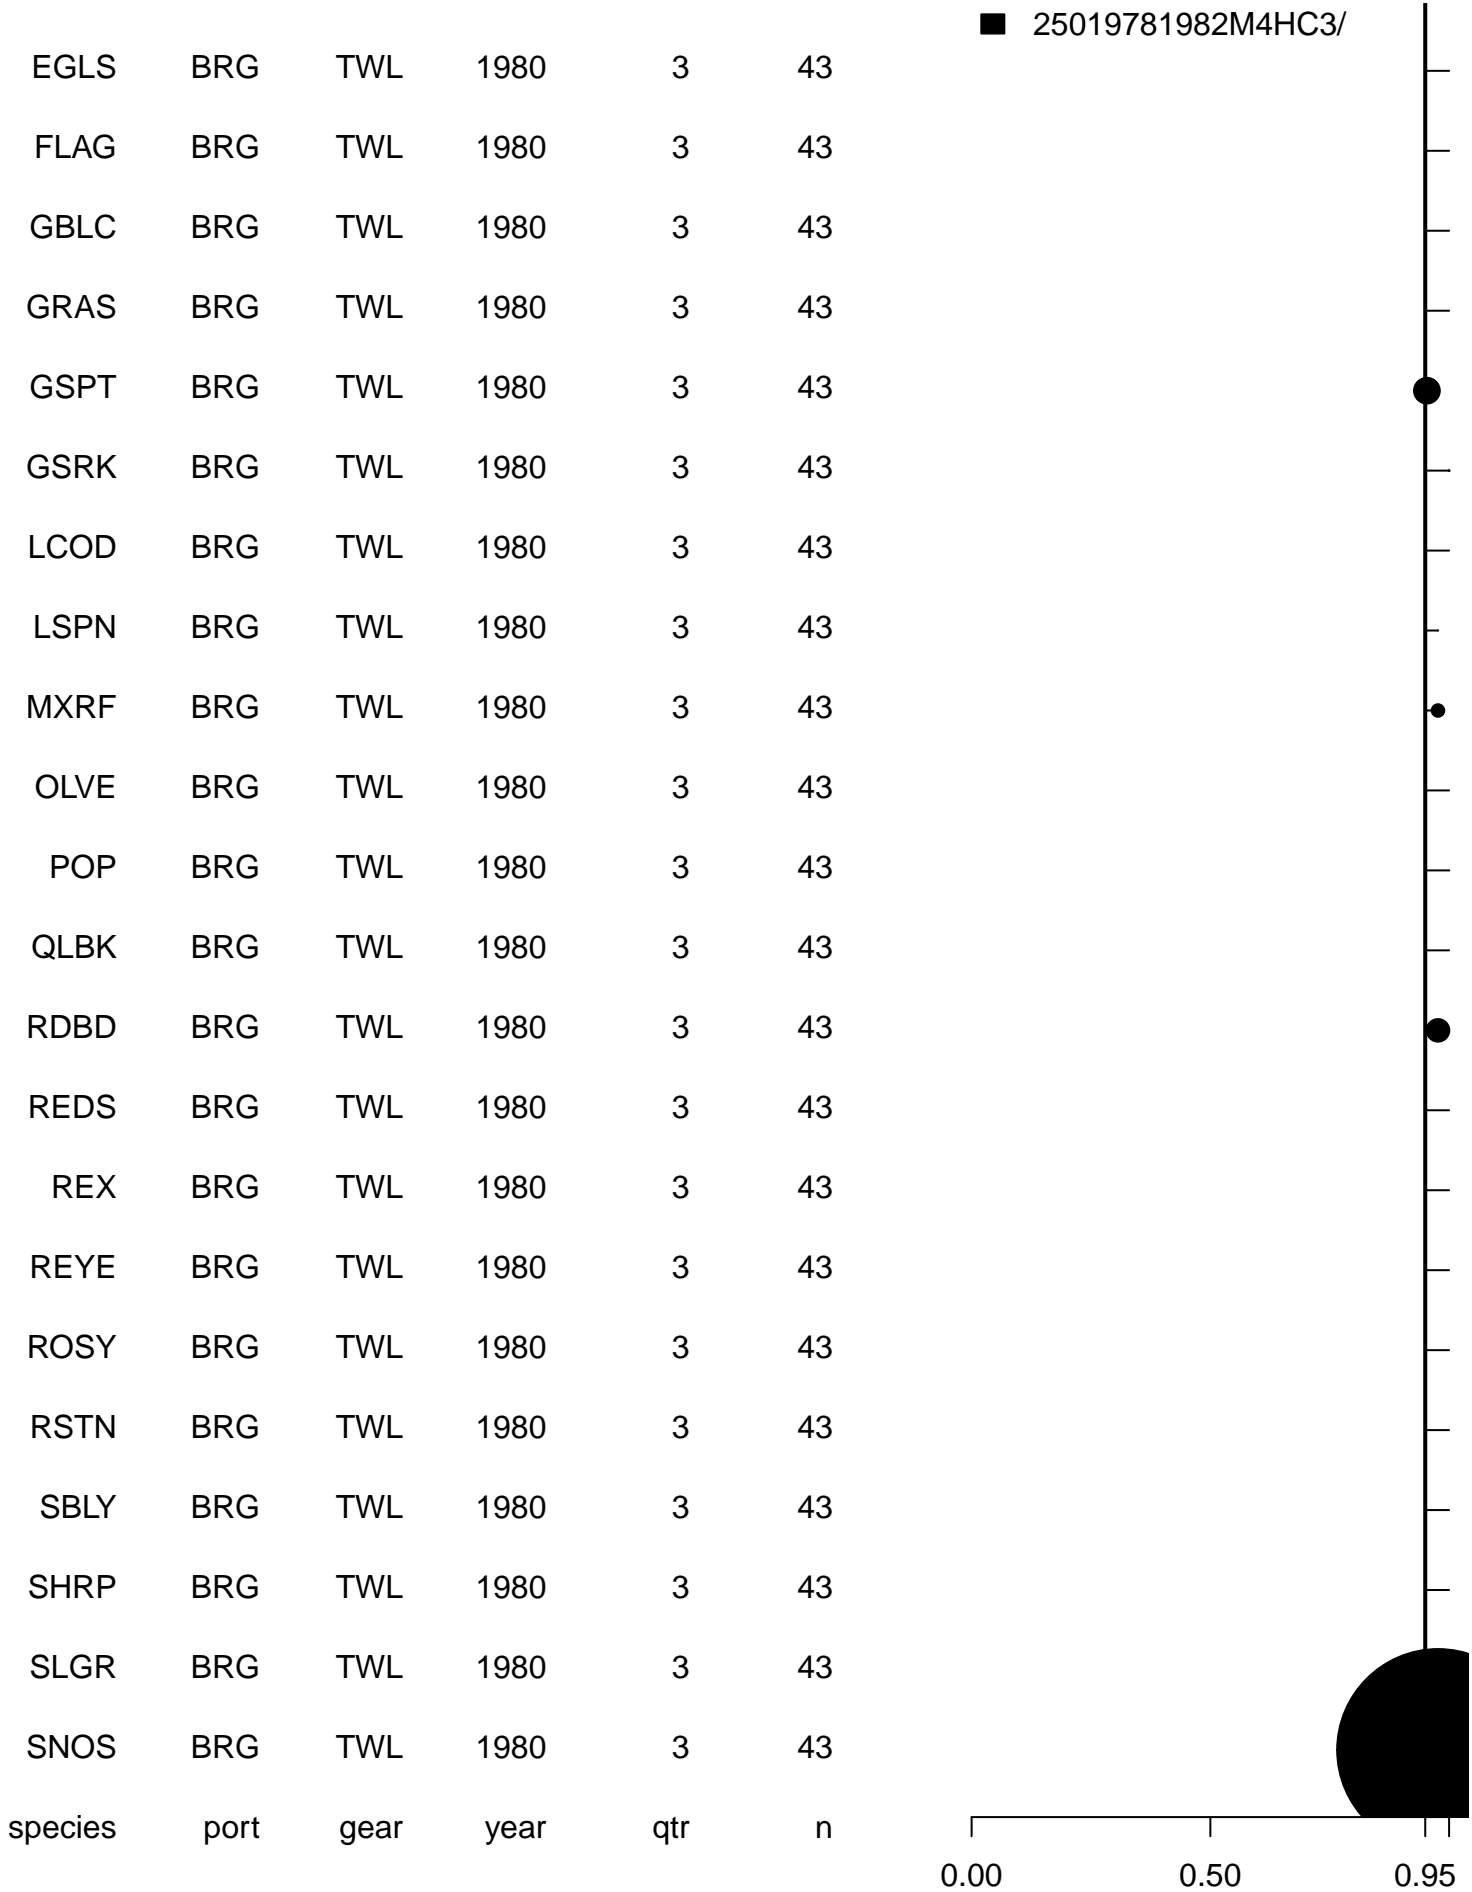 25019781982M4HC3/
EGLS BRG TWL 1980 3 43
FLAG BRG TWL 1980 3 43
GBLC BRG TWL 1980 3 43
GRAS BRG TWL 1980 3 43
GSPT BRG TWL 1980 3 43
GSRK BRG TWL 1980 3 43
LCOD BRG TWL 1980 3 43
LSPN BRG TWL 1980 3 43
MXRF BRG TWL 1980 3 43
OLVE BRG TWL 1980 3 43
POP BRG TWL 1980 3 43
QLBK BRG TWL 1980 3 43
RDBD BRG TWL 1980 3 43
REDS BRG TWL 1980 3 43
REX BRG TWL 1980 3 43
REYE BRG TWL 1980 3 43
ROSY BRG TWL 1980 3 43
RSTN BRG TWL 1980 3 43
SBLY BRG TWL 1980 3 43
SHRP BRG TWL 1980 3 43
SLGR BRG TWL 1980 3 43
SNOS BRG TWL 1980 3 43
species port gear year qtr n
0.00 0.50 0.95